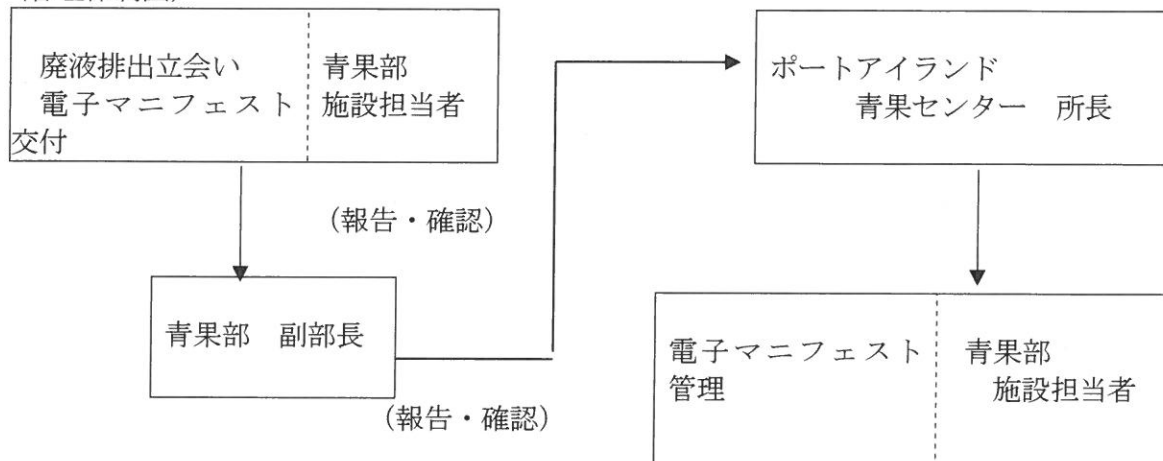 廃液排出立会い
電子マニフェスト
交付
青果部
施設担当者
(報告・確認)
青果部 副部長
(報告・確認)
ポートアイランド
青果センター 所長
電子マニフェスト
管理
青果部
施設担当者